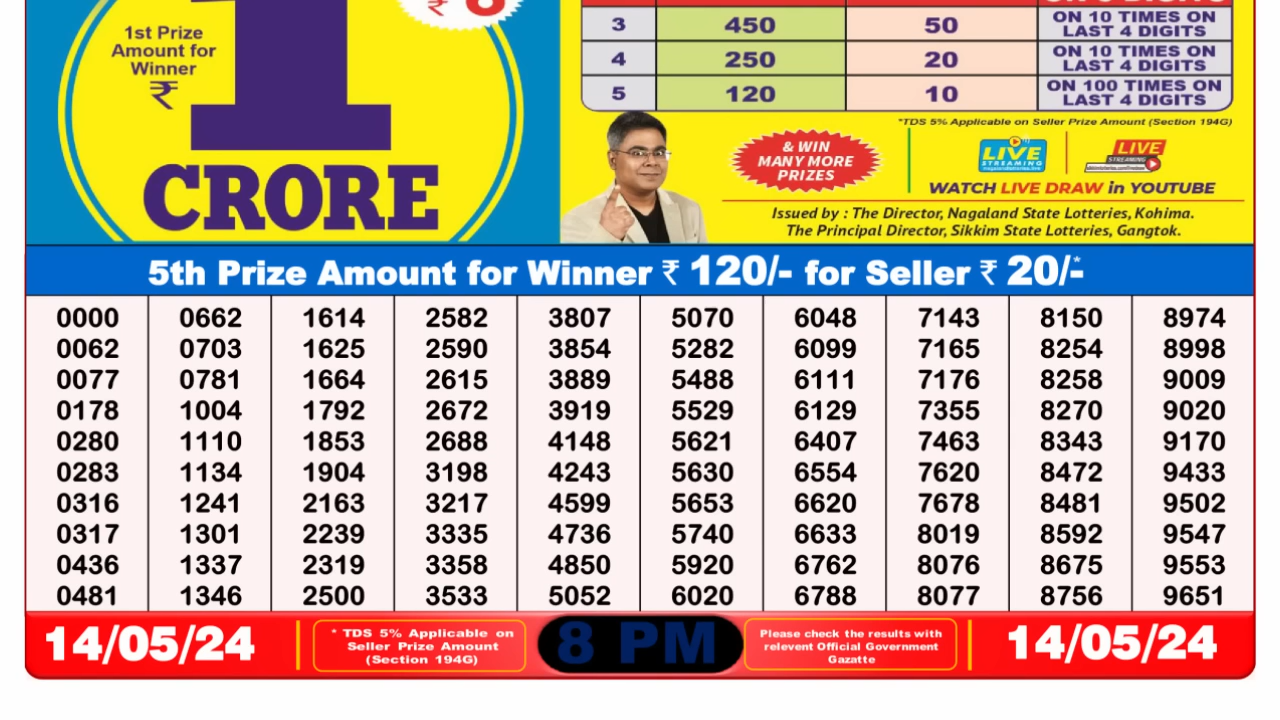 ₹ 6
1st Prize
Amount for
Winner
₹
1
CRORE
3 450 50 ON 10 TIMES ON LAST 4 DIGITS
4 250 20 ON 10 TIMES ON LAST 4 DIGITS
5 120 10 ON 100 TIMES ON LAST 4 DIGITS
*TDS 5% Applicable on Seller Prize Amount (Section 194G)
& WIN
MANY MORE
PRIZES
LIVE
STREAMING
LIVE
STREAMING
WATCH LIVE DRAW in YOUTUBE
Issued by : The Director, Nagaland State Lotteries, Kohima.
The Principal Director, Sikkim State Lotteries, Gangtok.
5th Prize Amount for Winner ₹ 120/- for Seller ₹ 20/-*
0000 0662 1614 2582 3807 5070 6048 7143 8150 8974
0062 0703 1625 2590 3854 5282 6099 7165 8254 8998
0077 0781 1664 2615 3889 5488 6111 7176 8258 9009
0178 1004 1792 2672 3919 5529 6129 7355 8270 9020
0280 1110 1853 2688 4148 5621 6407 7463 8343 9170
0283 1134 1904 3198 4243 5630 6554 7620 8472 9433
0316 1241 2163 3217 4599 5653 6620 7678 8481 9502
0317 1301 2239 3335 4736 5740 6633 8019 8592 9547
0436 1337 2319 3358 4850 5920 6762 8076 8675 9553
0481 1346 2500 3533 5052 6020 6788 8077 8756 9651
14/05/24
* TDS 5% Applicable on
Seller Prize Amount
(Section 194G)
8 PM
Please check the results with
relevent Official Government
Gazatte
14/05/24